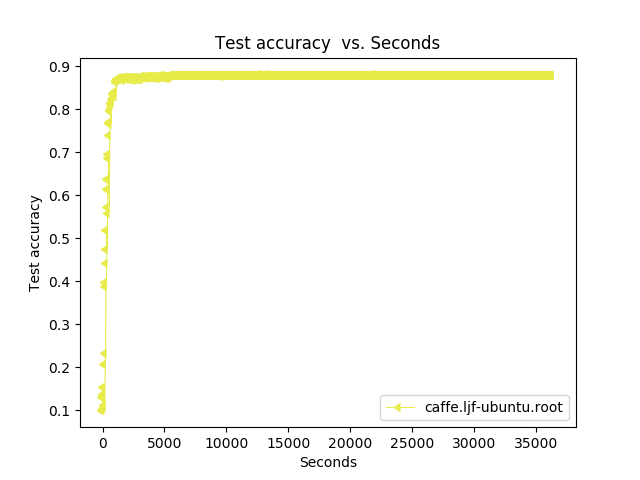 Test accuracy  vs. Seconds
0.9
0.8
0.7
0.6
0.5
0.4
0.3
0.2
0.1
Test accuracy
caffe.ljf-ubuntu.root
0 5000 10000 15000 20000 25000 30000 35000
Seconds